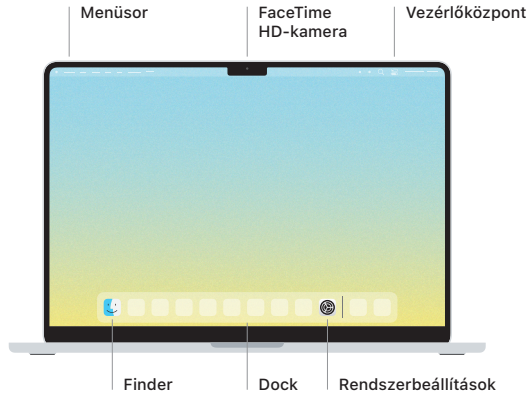 Menüsor
FaceTime
HD-kamera
Vezérlőközpont
Finder
Dock
Rendszerbeállítások